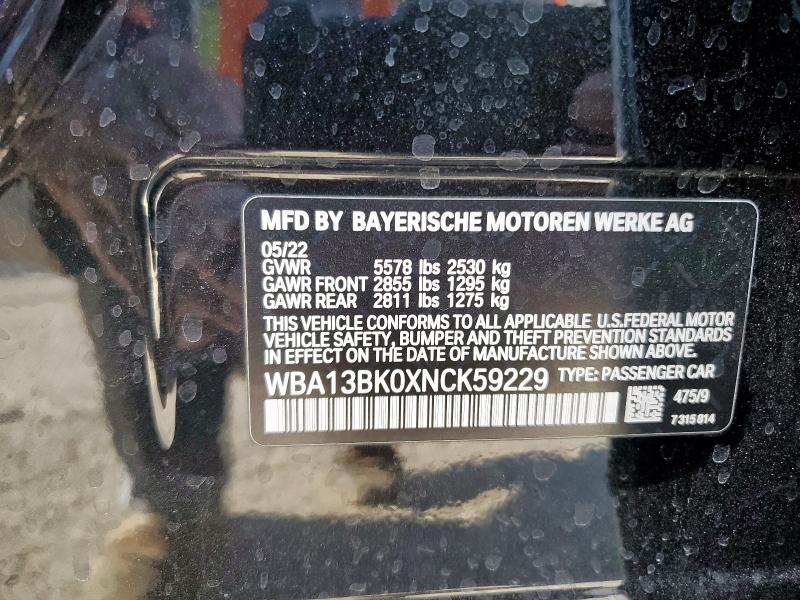 MFD BY BAYERISCHE MOTOREN WERKE AG
05/22
GVWR 5578 lbs 2530 kg
GAWR FRONT 2855 lbs 1295 kg
GAWR REAR 2811 lbs 1275 kg
THIS VEHICLE CONFORMS TO ALL APPLICABLE U.S.FEDERAL MOTOR
VEHICLE SAFETY, BUMPER AND THEFT PREVENTION STANDARDS
IN EFFECT ON THE DATE OF MANUFACTURE SHOWN ABOVE.
WBA13BK0XNCK59229 TYPE: PASSENGER CAR
475/9
7315814